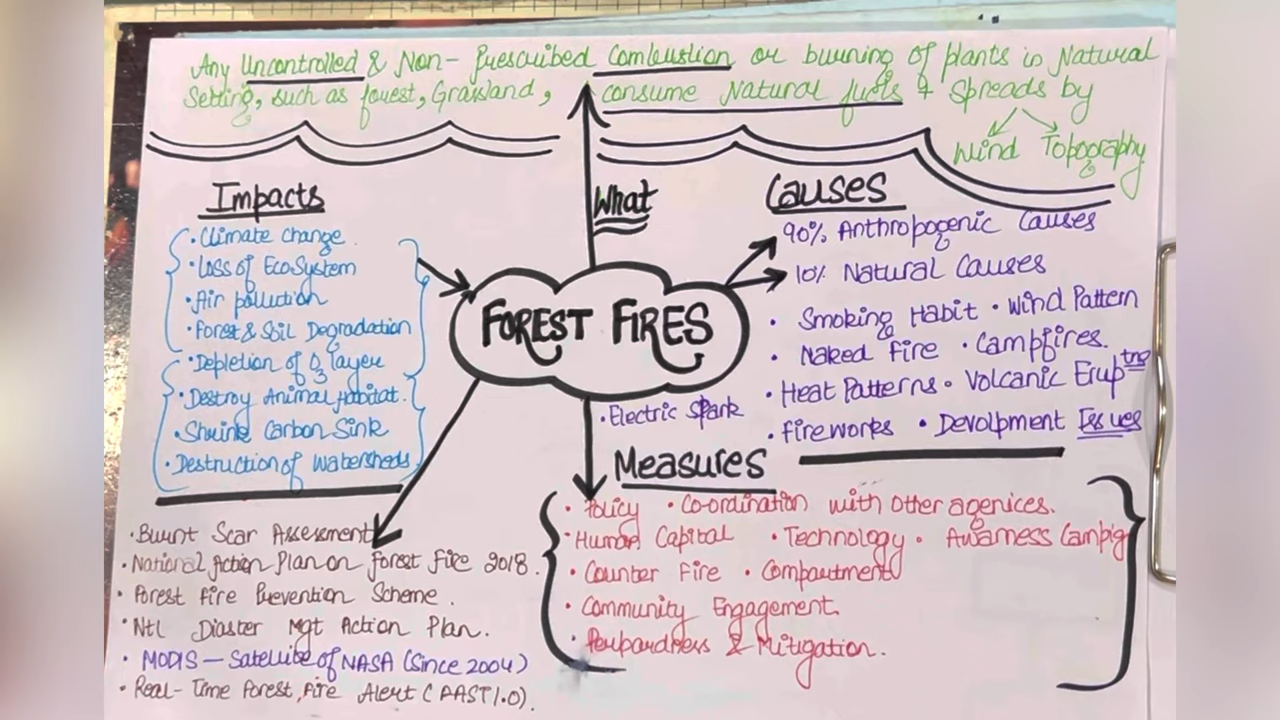 Any Uncontrolled & Non-Prescribed Combustion or burning of plants in Natural
Setting, such as forest, Grassland, consume Natural fuels & Spreads by
Wind Topography
Impacts
• Climate change
• Loss of EcoSystem
• Air pollution
• Forest & Soil Degradation
• Depletion of O3 layer
• Destroy Animal Habitat.
• Shrink Carbon Sink
• Destruction of Watersheds
What
FOREST FIRES
Causes
90% Anthropogenic Causes
10% Natural Causes
• Smoking Habit • Wind Pattern
• Naked Fire • Campfires.
• Heat Patterns • Volcanic Eruptns
• Electric Spark
• fireworks • Devolpment Issues
Measures
• Policy • Co-ordination with other agenices.
• Human Capital • Technology • Awarness Campig
• Counter Fire • Compartment
• Community Engagement.
• Perpardness & Mitigation.
• Burnt Scar Assesement
• National Action Plan on forest fire 2018.
• Forest Fire Prevention Scheme.
• Ntl Diaster Mgt Action Plan.
• MODIS – Satellite of NASA (Since 2004)
• Real-Time Forest Fire Alert (AAST 1.0).